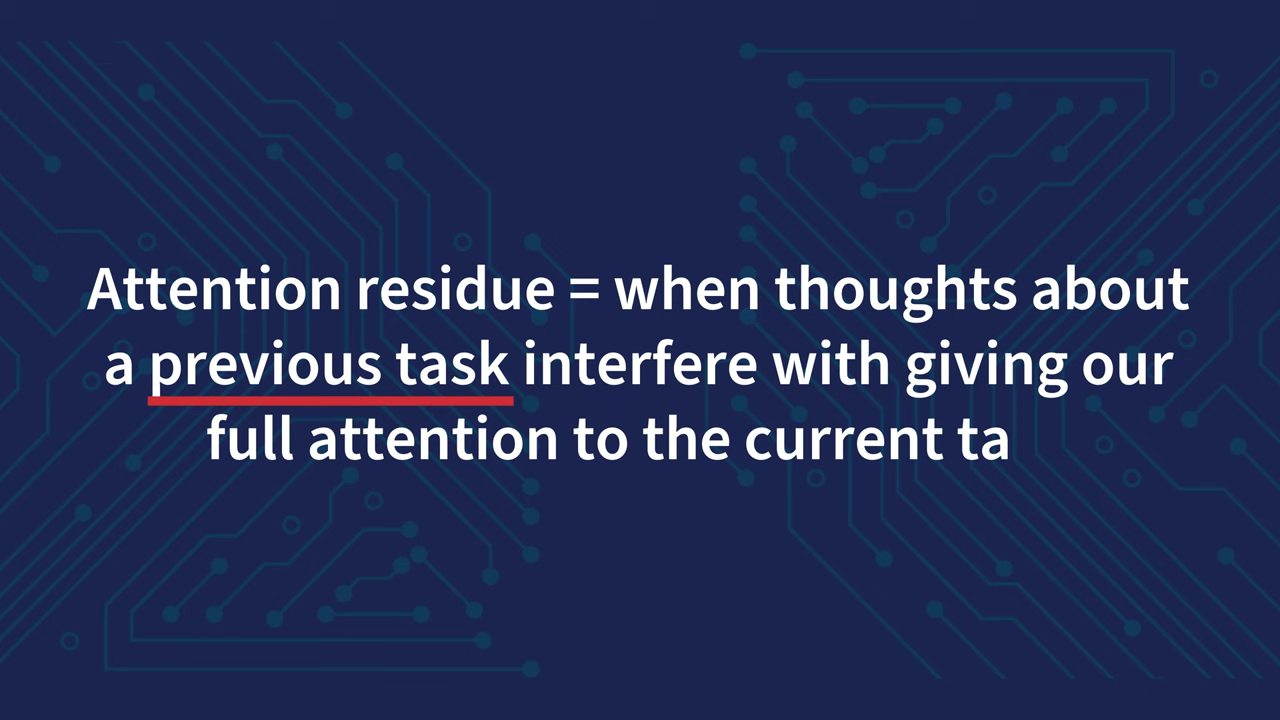 Attention residue = when thoughts about
a previous task interfere with giving our
full attention to the current ta